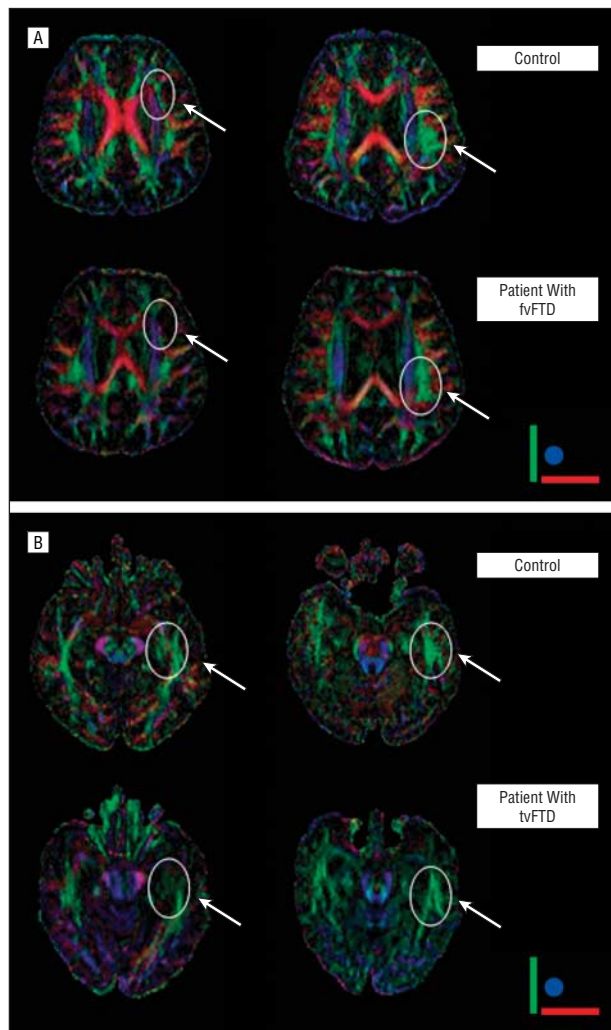 A
Control
Patient With
fvFTD
B
Control
Patient With
tvFTD